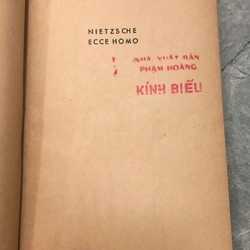 NIETZSCHE
ECCE HOMO
NHÀ XUẤT BẢN
PHẠM HOÀNG
KÍNH BIẾU